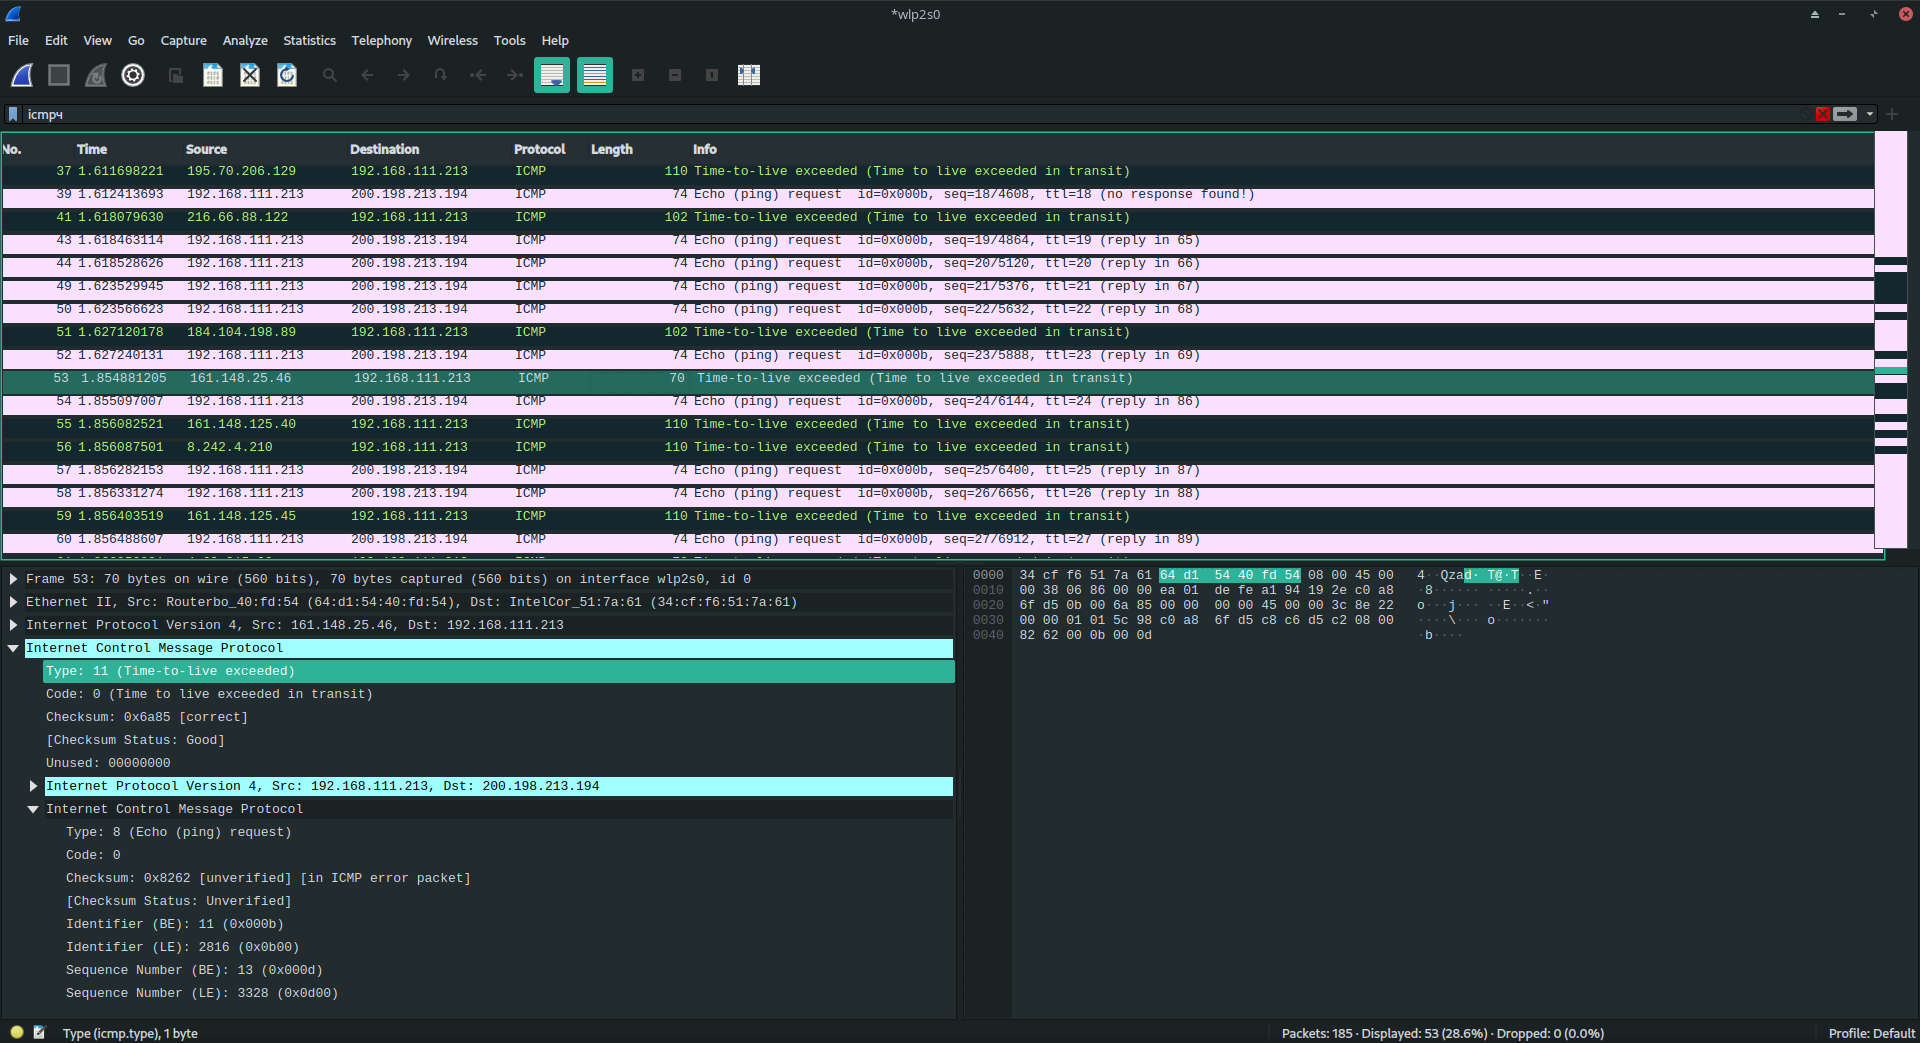 *wlp2s0
File Edit View Go Capture Analyze Statistics Telephony Wireless Tools Help
icmpч
No. Time Source Destination Protocol Length Info
37 1.611698221 195.70.206.129 192.168.111.213 ICMP 110 Time-to-live exceeded (Time to live exceeded in transit)
39 1.612413693 192.168.111.213 200.198.213.194 ICMP 74 Echo (ping) request id=0x000b, seq=18/4608, ttl=18 (no response found!)
41 1.618079630 216.66.88.122 192.168.111.213 ICMP 102 Time-to-live exceeded (Time to live exceeded in transit)
43 1.618463114 192.168.111.213 200.198.213.194 ICMP 74 Echo (ping) request id=0x000b, seq=19/4864, ttl=19 (reply in 65)
44 1.618528626 192.168.111.213 200.198.213.194 ICMP 74 Echo (ping) request id=0x000b, seq=20/5120, ttl=20 (reply in 66)
49 1.623529945 192.168.111.213 200.198.213.194 ICMP 74 Echo (ping) request id=0x000b, seq=21/5376, ttl=21 (reply in 67)
50 1.623566623 192.168.111.213 200.198.213.194 ICMP 74 Echo (ping) request id=0x000b, seq=22/5632, ttl=22 (reply in 68)
51 1.627120178 184.104.198.89 192.168.111.213 ICMP 102 Time-to-live exceeded (Time to live exceeded in transit)
52 1.627240131 192.168.111.213 200.198.213.194 ICMP 74 Echo (ping) request id=0x000b, seq=23/5888, ttl=23 (reply in 69)
53 1.854881205 161.148.25.46 192.168.111.213 ICMP 70 Time-to-live exceeded (Time to live exceeded in transit)
54 1.855097007 192.168.111.213 200.198.213.194 ICMP 74 Echo (ping) request id=0x000b, seq=24/6144, ttl=24 (reply in 86)
55 1.856082521 161.148.125.40 192.168.111.213 ICMP 110 Time-to-live exceeded (Time to live exceeded in transit)
56 1.856087501 8.242.4.210 192.168.111.213 ICMP 110 Time-to-live exceeded (Time to live exceeded in transit)
57 1.856282153 192.168.111.213 200.198.213.194 ICMP 74 Echo (ping) request id=0x000b, seq=25/6400, ttl=25 (reply in 87)
58 1.856331274 192.168.111.213 200.198.213.194 ICMP 74 Echo (ping) request id=0x000b, seq=26/6656, ttl=26 (reply in 88)
59 1.856403519 161.148.125.45 192.168.111.213 ICMP 110 Time-to-live exceeded (Time to live exceeded in transit)
60 1.856488607 192.168.111.213 200.198.213.194 ICMP 74 Echo (ping) request id=0x000b, seq=27/6912, ttl=27 (reply in 89)
Frame 53: 70 bytes on wire (560 bits), 70 bytes captured (560 bits) on interface wlp2s0, id 0
Ethernet II, Src: Routerbo_40:fd:54 (64:d1:54:40:fd:54), Dst: IntelCor_51:7a:61 (34:cf:f6:51:7a:61)
Internet Protocol Version 4, Src: 161.148.25.46, Dst: 192.168.111.213
Internet Control Message Protocol
Type: 11 (Time-to-live exceeded)
Code: 0 (Time to live exceeded in transit)
Checksum: 0x6a85 [correct]
[Checksum Status: Good]
Unused: 00000000
Internet Protocol Version 4, Src: 192.168.111.213, Dst: 200.198.213.194
Internet Control Message Protocol
Type: 8 (Echo (ping) request)
Code: 0
Checksum: 0x8262 [unverified] [in ICMP error packet]
[Checksum Status: Unverified]
Identifier (BE): 11 (0x000b)
Identifier (LE): 2816 (0x0b00)
Sequence Number (BE): 13 (0x000d)
Sequence Number (LE): 3328 (0x0d00)
0000 34 cf f6 51 7a 61 64 d1 54 40 fd 54 08 00 45 00 4··Qzad· T@·T··E·
0010 00 38 06 86 00 00 ea 01 de fe a1 94 19 2e c0 a8 ·8······ ·····.··
0020 6f d5 0b 00 6a 85 00 00 00 00 45 00 00 3c 8e 22 o···j··· ··E··<·"
0030 00 00 01 01 5c 98 c0 a8 6f d5 c8 c6 d5 c2 08 00 ····\··· o·······
0040 82 62 00 0b 00 0d ·b····
Type (icmp.type), 1 byte
Packets: 185 · Displayed: 53 (28.6%) · Dropped: 0 (0.0%)
Profile: Default